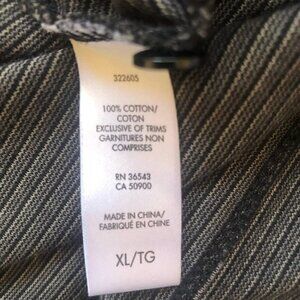 322605
100% COTTON/
COTON
EXCLUSIVE OF TRIMS
GARNITURES NON
COMPRISES
RN 36543
CA 50900
MADE IN CHINA/
FABRIQUÉ EN CHINE
XL/TG